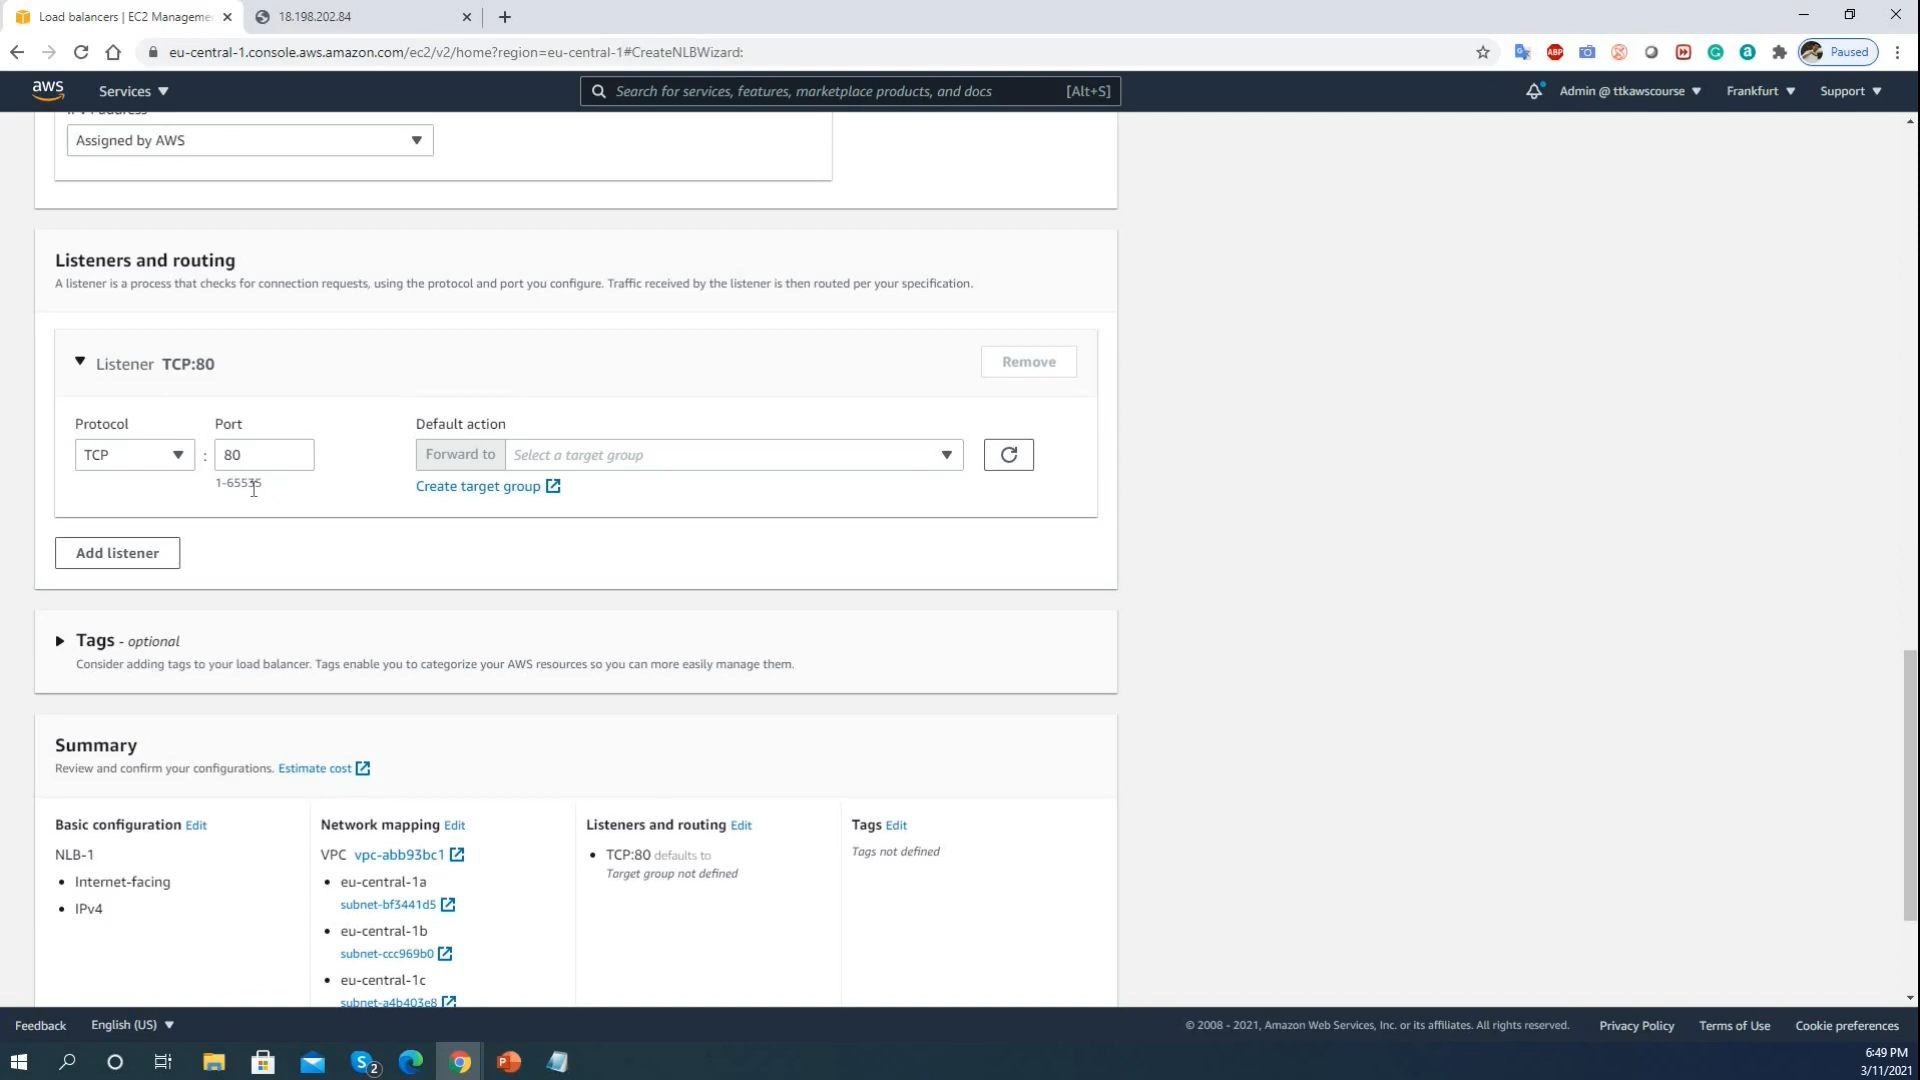 Load balancers | EC2 Manageme
18.198.202.84
eu-central-1.console.aws.amazon.com/ec2/v2/home?region=eu-central-1#CreateNLBWizard:
ABP
Paused
aws
Services
Search for services, features, marketplace products, and docs
[Alt+S]
Admin @ ttkawscourse
Frankfurt
Support
Assigned by AWS
Listeners and routing
A listener is a process that checks for connection requests, using the protocol and port you configure. Traffic received by the listener is then routed per your specification.
Listener TCP:80
Remove
Protocol
Port
Default action
TCP
:
80
Forward to
Select a target group
1-65535
Create target group
Add listener
Tags - optional
Consider adding tags to your load balancer. Tags enable you to categorize your AWS resources so you can more easily manage them.
Summary
Review and confirm your configurations. Estimate cost
Basic configuration Edit
NLB-1
• Internet-facing
• IPv4
Network mapping Edit
VPC vpc-abb93bc1
• eu-central-1a
subnet-bf3441d5
• eu-central-1b
subnet-ccc969b0
• eu-central-1c
subnet-a4b403e8
Listeners and routing Edit
• TCP:80 defaults to
Target group not defined
Tags Edit
Tags not defined
Feedback
English (US)
© 2008 - 2021, Amazon Web Services, Inc. or its affiliates. All rights reserved.
Privacy Policy
Terms of Use
Cookie preferences
2
6:49 PM
3/11/2021